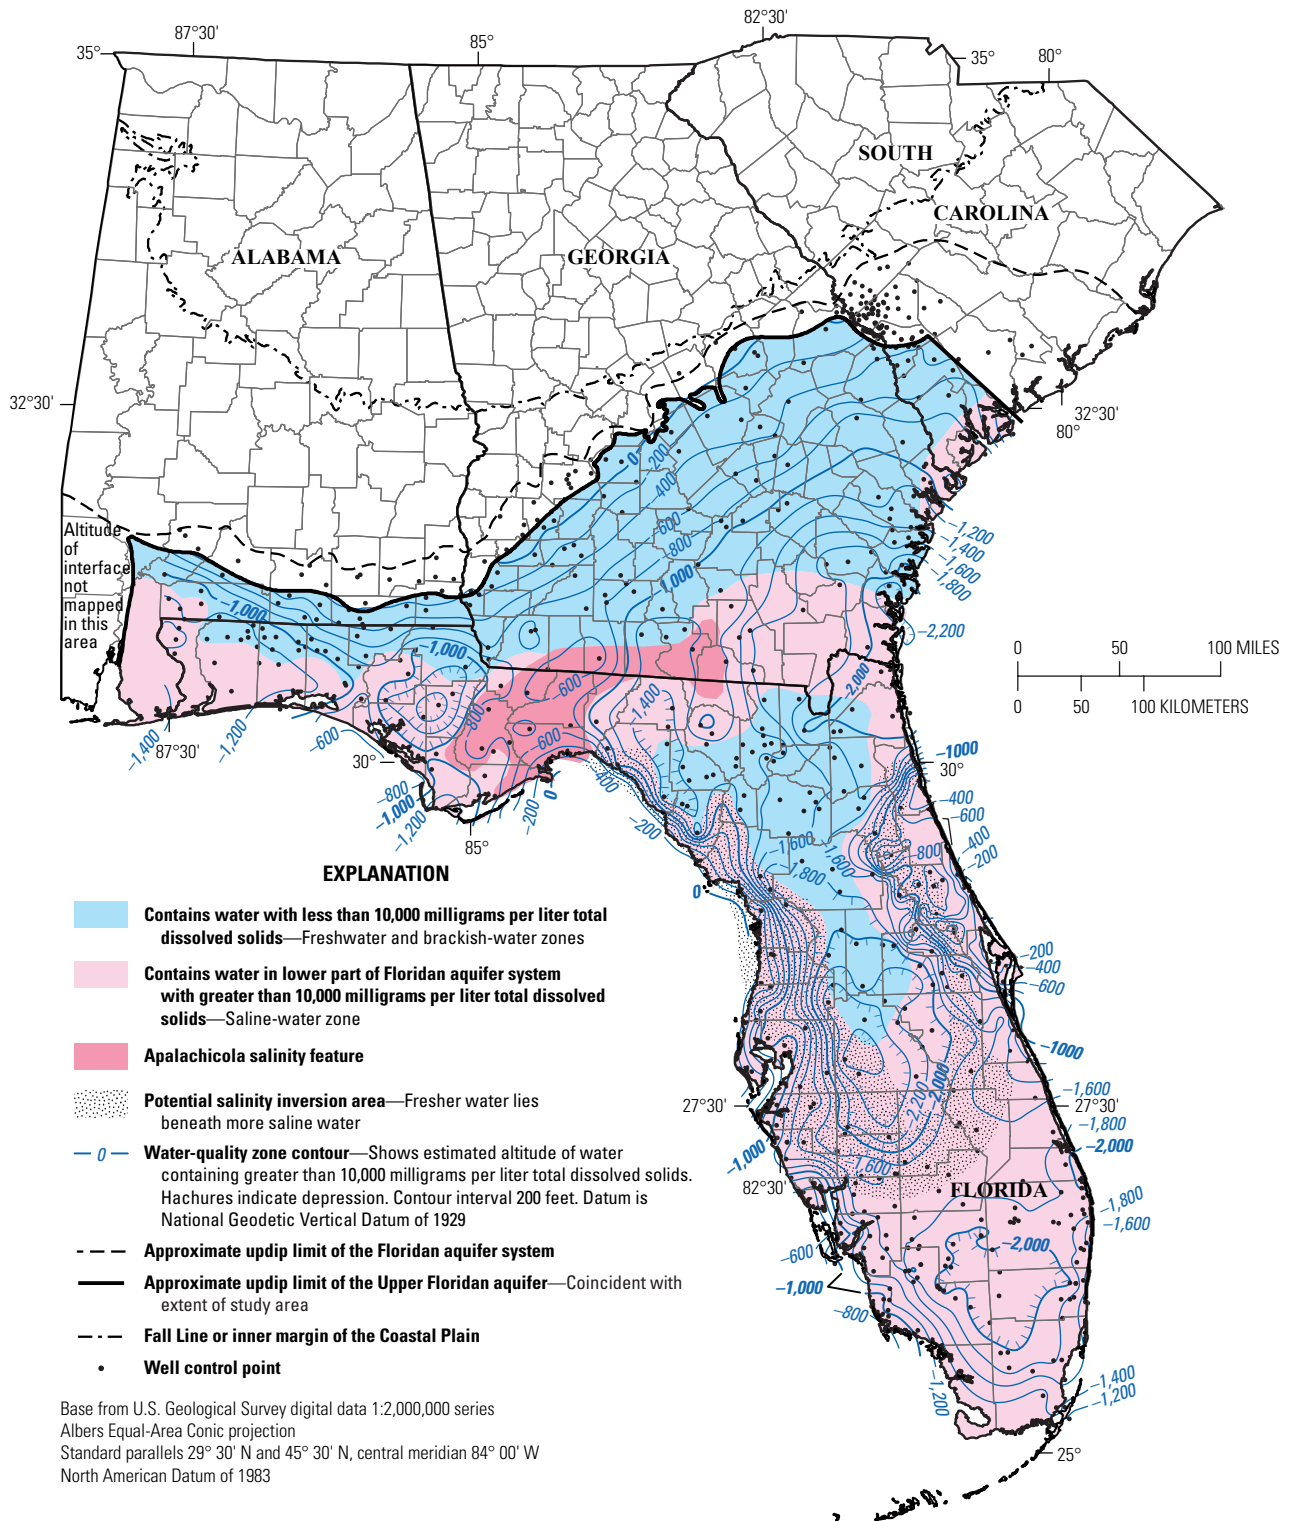 82°30'
87°30'
85°
35°
35°
80°
SOUTH
CAROLINA
ALABAMA
GEORGIA
32°30'
32°30'
80°
0
–200
–400
–600
–800
–1,000
–1,200
–1,400
–1,600
–1,800
Altitude
of
interface
not
mapped
in this
area
–1,000
–1,000
–2,200
0 50 100 MILES
0 50 100 KILOMETERS
–2,000
–600
–1,400
–800
–600
–1,400
87°30'
–1,200
–600
30°
–800
–1,000
–1,200
85°
–200
0
–400
–200
–1000
30°
–400
–600
–400
–200
–800
–1,600
–1,600
–1,800
0
–200
–400
–600
–1000
–1,600
27°30'
–1,800
–2,000
–2,000
–2,200
27°30'
–1,000
82°30'
1,600
FLORIDA
–1,800
–1,600
–2,000
–600
–1,000
–800
–1,200
–1,400
–1,200
25°
EXPLANATION
Contains water with less than 10,000 milligrams per liter total
dissolved solids—Freshwater and brackish-water zones
Contains water in lower part of Floridan aquifer system
with greater than 10,000 milligrams per liter total dissolved
solids—Saline-water zone
Apalachicola salinity feature
Potential salinity inversion area—Fresher water lies
beneath more saline water
0 Water-quality zone contour—Shows estimated altitude of water
containing greater than 10,000 milligrams per liter total dissolved solids.
Hachures indicate depression. Contour interval 200 feet. Datum is
National Geodetic Vertical Datum of 1929
Approximate updip limit of the Floridan aquifer system
Approximate updip limit of the Upper Floridan aquifer—Coincident with
extent of study area
Fall Line or inner margin of the Coastal Plain
Well control point
Base from U.S. Geological Survey digital data 1:2,000,000 series
Albers Equal-Area Conic projection
Standard parallels 29° 30' N and 45° 30' N, central meridian 84° 00' W
North American Datum of 1983